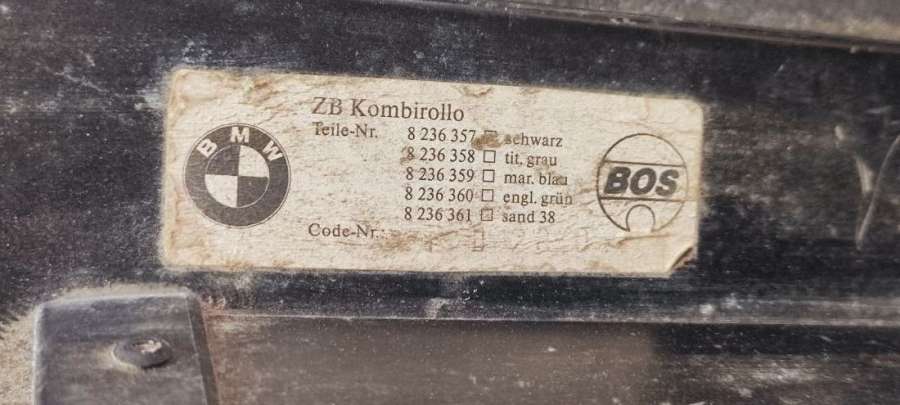 ZB Kombirollo
Teile-Nr. 8 236 357 schwarz
8 236 358 tit. grau
8 236 359 mar. blau
8 236 360 engl. grün
8 236 361 sand 38
Code-Nr.:
BMW
BOS